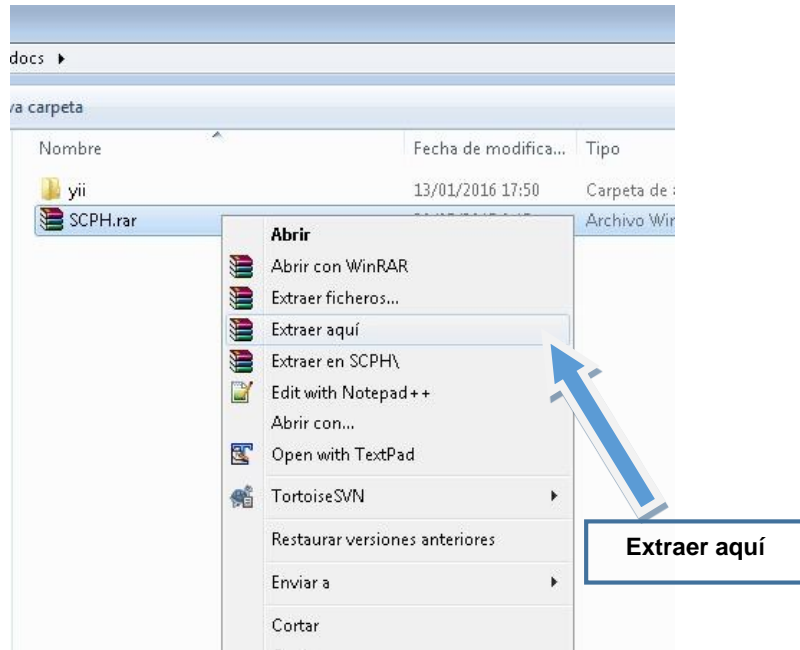 docs
va carpeta
Nombre Fecha de modifica... Tipo
yii 13/01/2016 17:50 Carpeta de
SCPH.rar Archivo Wir
Abrir
Abrir con WinRAR
Extraer ficheros...
Extraer aquí
Extraer en SCPH\
Edit with Notepad++
Abrir con...
Open with TextPad
TortoiseSVN
Restaurar versiones anteriores
Enviar a
Cortar
Extraer aquí